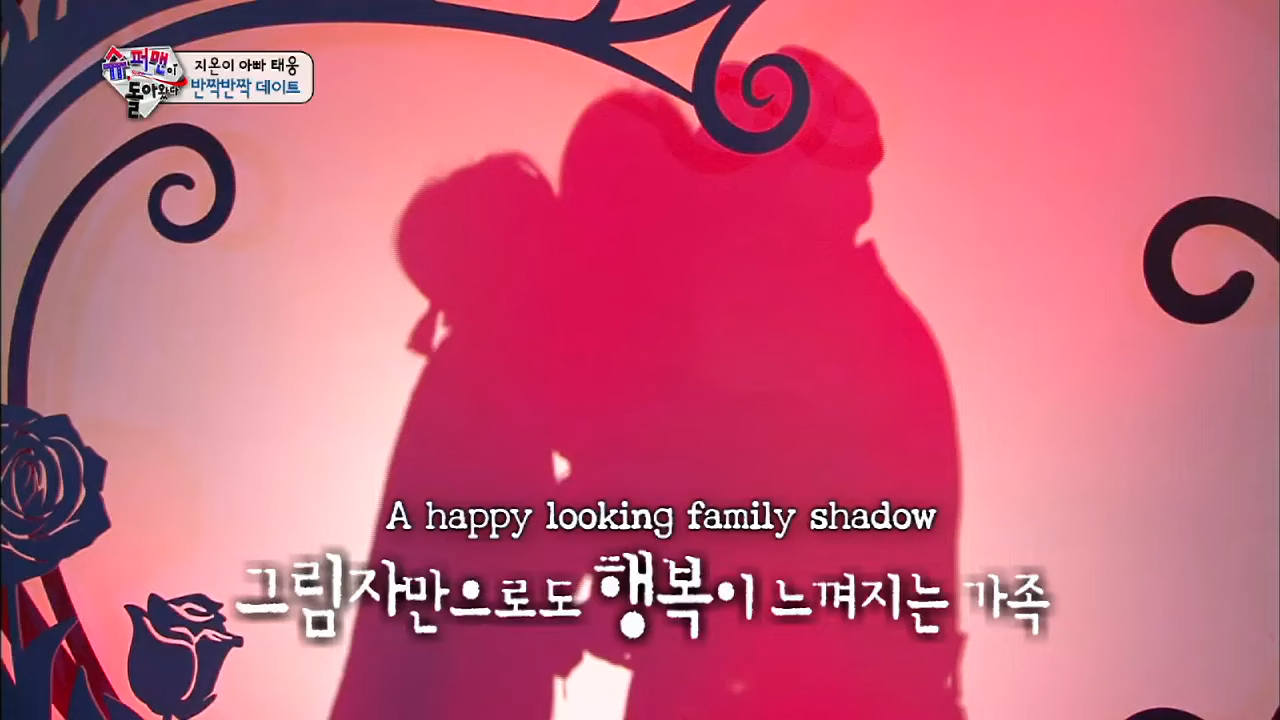 슈퍼맨이
돌아왔다
지온이 아빠 태웅
반짝반짝 데이트
A happy looking family shadow
그림자만으로도 행복이 느껴지는 가족